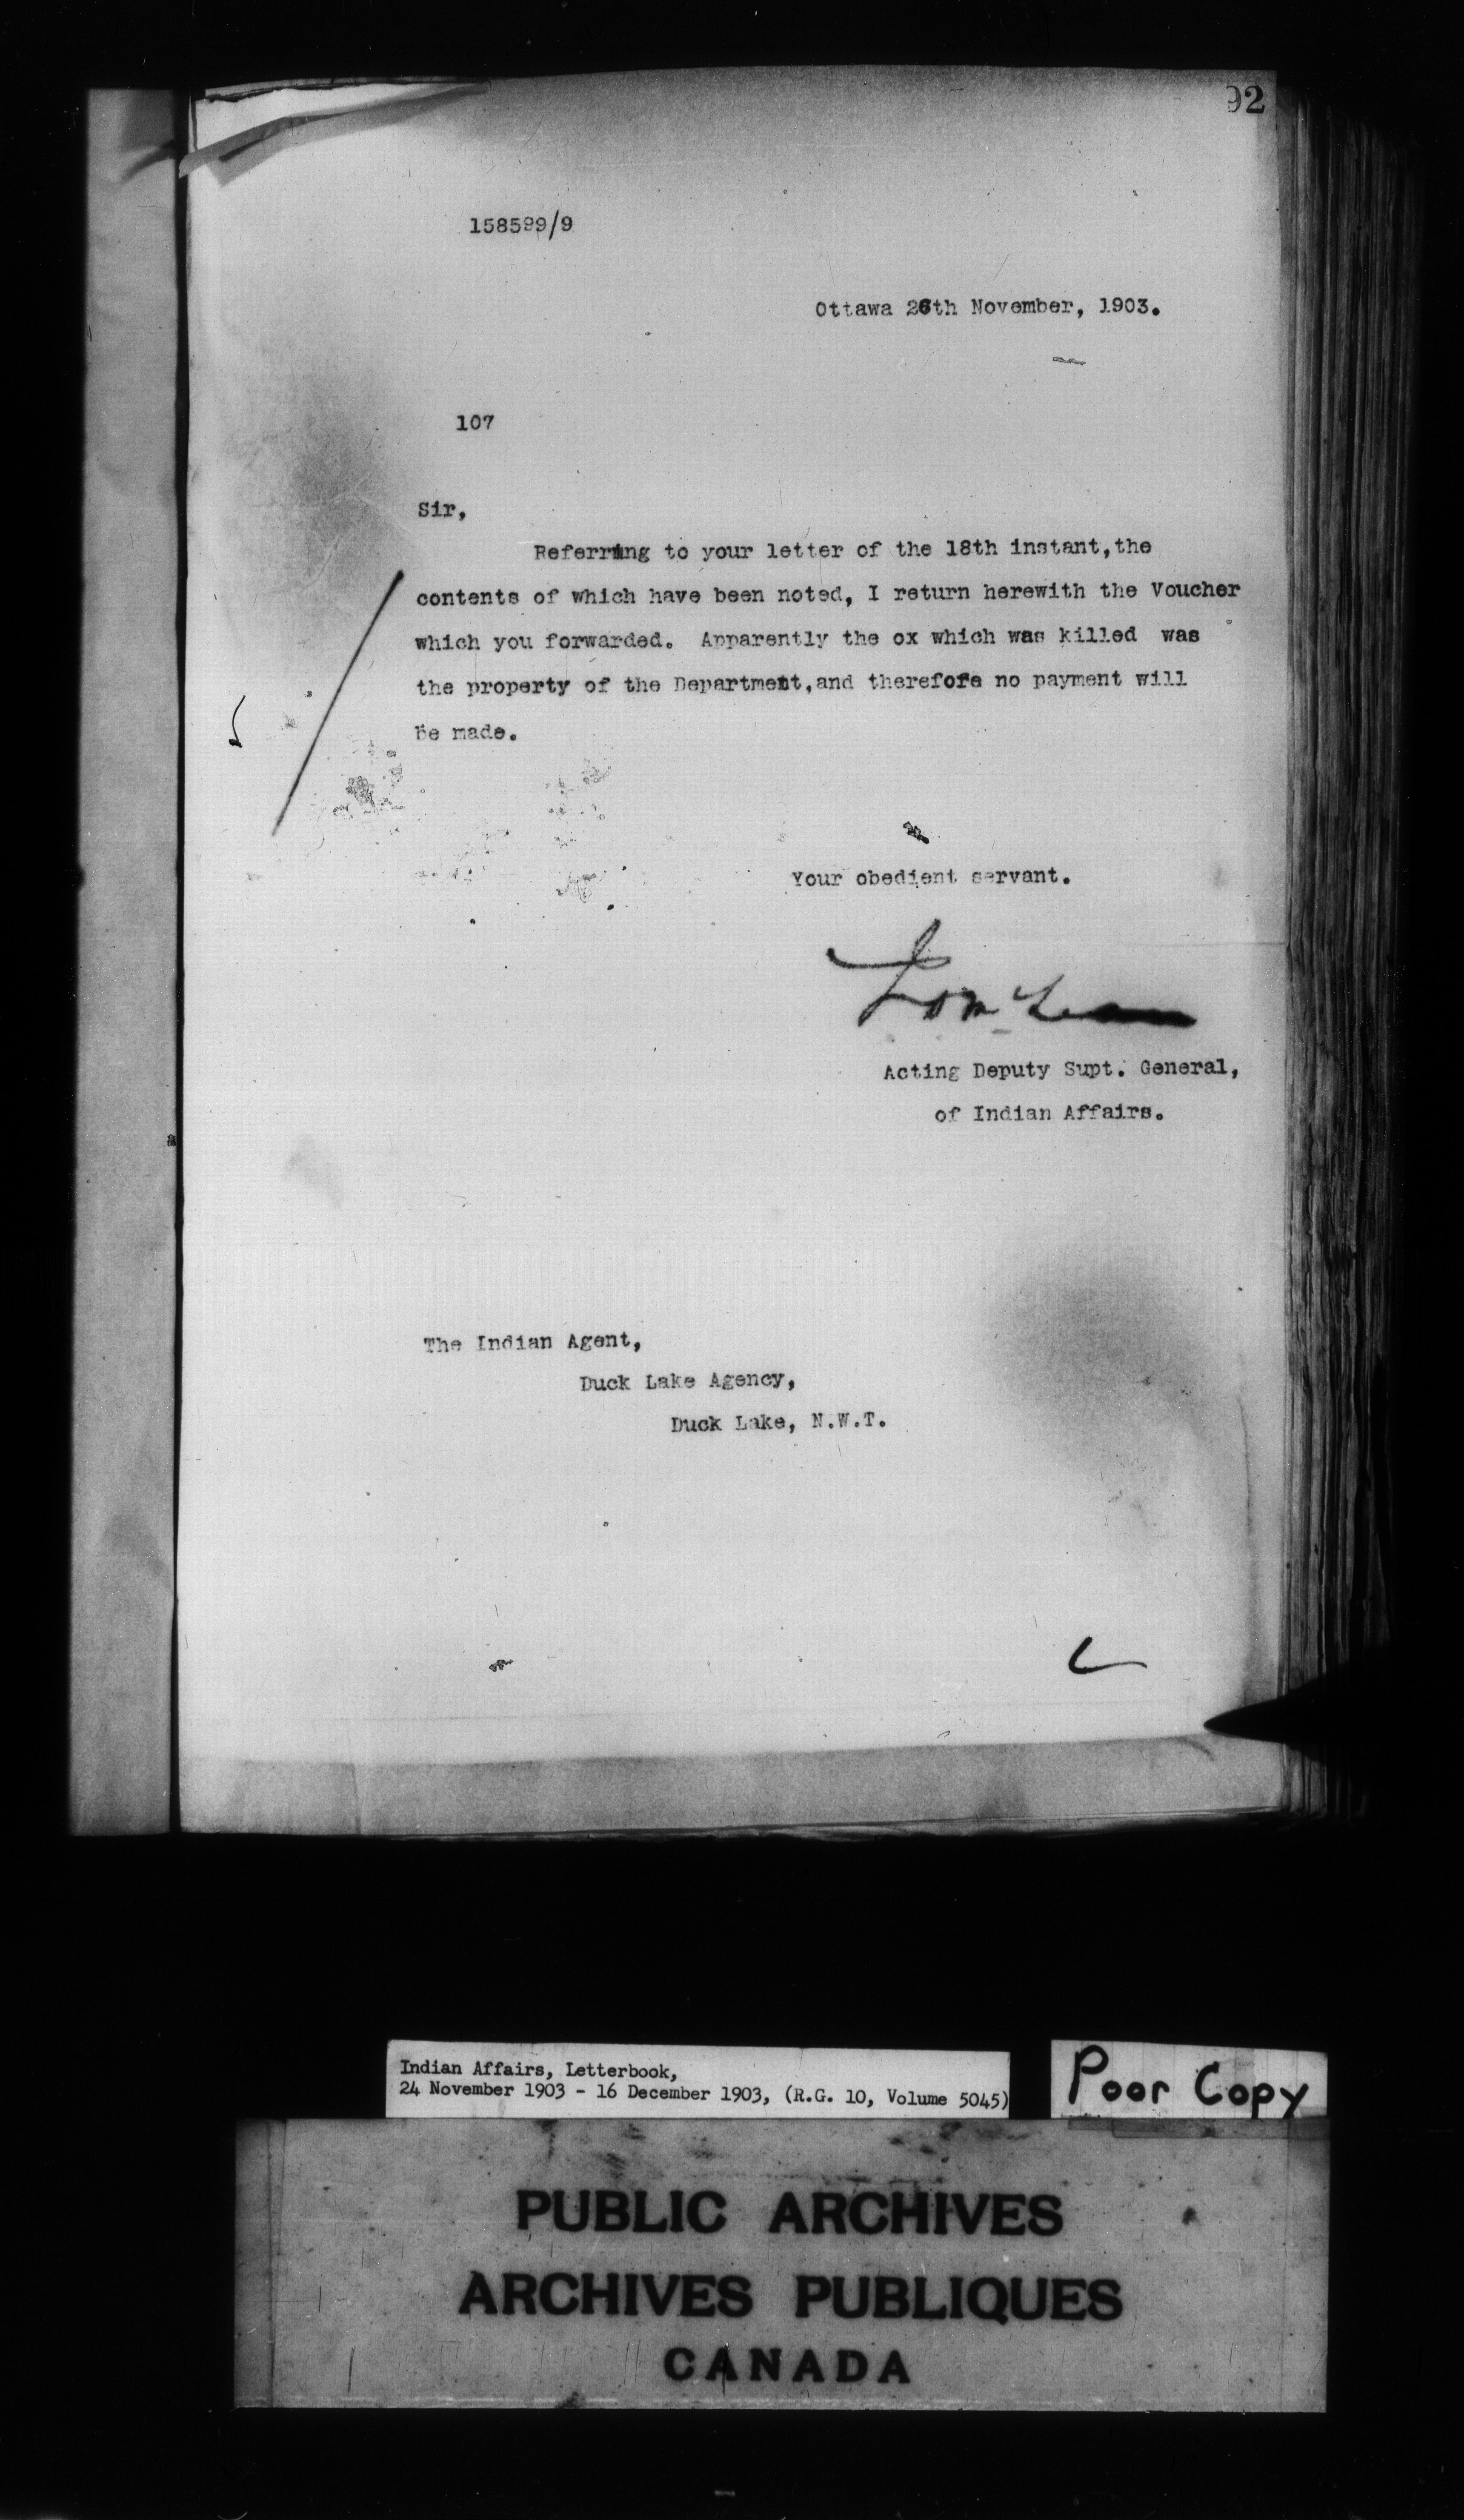 92
158599/9
Ottawa 26th November, 1903.
107
Sir,
Referring to your letter of the 18th instant, the
contents of which have been noted, I return herewith the Voucher
which you forwarded. Apparently the ox which was killed was
the property of the Department, and therefore no payment will
be made.
Your obedient servant.
Acting Deputy Supt. General,
of Indian Affairs.
The Indian Agent,
Duck Lake Agency,
Duck Lake, N.W.T.
Indian Affairs, Letterbook,
24 November 1903 - 16 December 1903, (R.G. 10, Volume 5045)
Poor Copy
PUBLIC ARCHIVES
ARCHIVES PUBLIQUES
CANADA